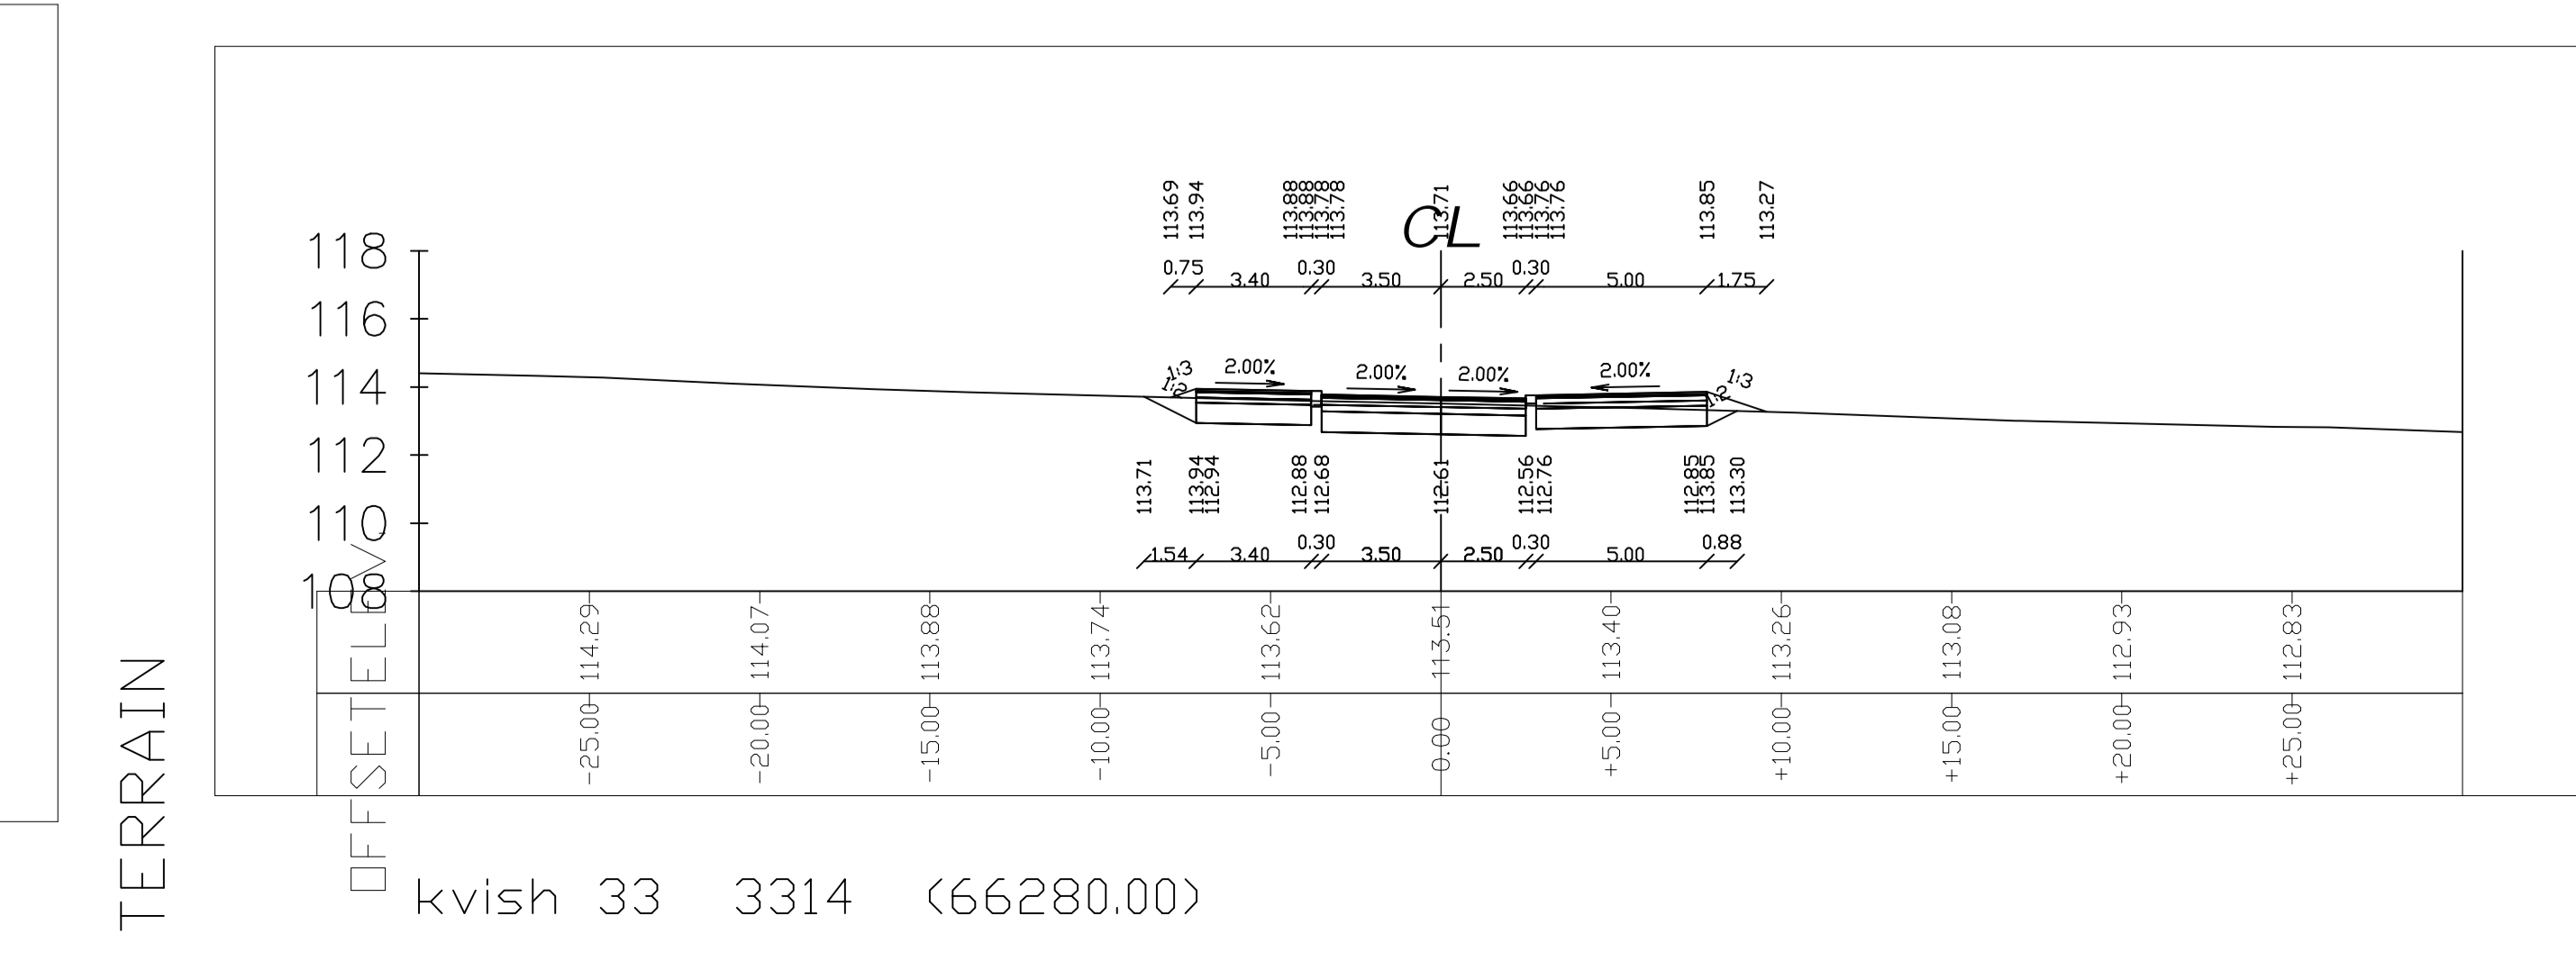 CL
113.69 113.94 113.88 113.88 113.78 113.78 113.71 113.66 113.66 113.76 113.76 113.85 113.27
0.75 3.40 0.30 3.50 2.50 0.30 5.00 1.75
118
116
114
112
110
108
1:3 2.00% 2.00% 2.00% 2.00% 1:3
1:2 1:2
113.71 113.94 112.94 112.88 112.68 112.61 112.56 112.76 112.85 113.85 113.30
1.54 3.40 0.30 3.50 2.50 0.30 5.00 0.88
TERRAIN
ELEV.
114.29 114.07 113.88 113.74 113.62 113.51 113.40 113.26 113.08 112.93 112.83
OFFSET
-25.00 -20.00 -15.00 -10.00 -5.00 0.00 +5.00 +10.00 +15.00 +20.00 +25.00
kvish 33 3314 (66280.00)